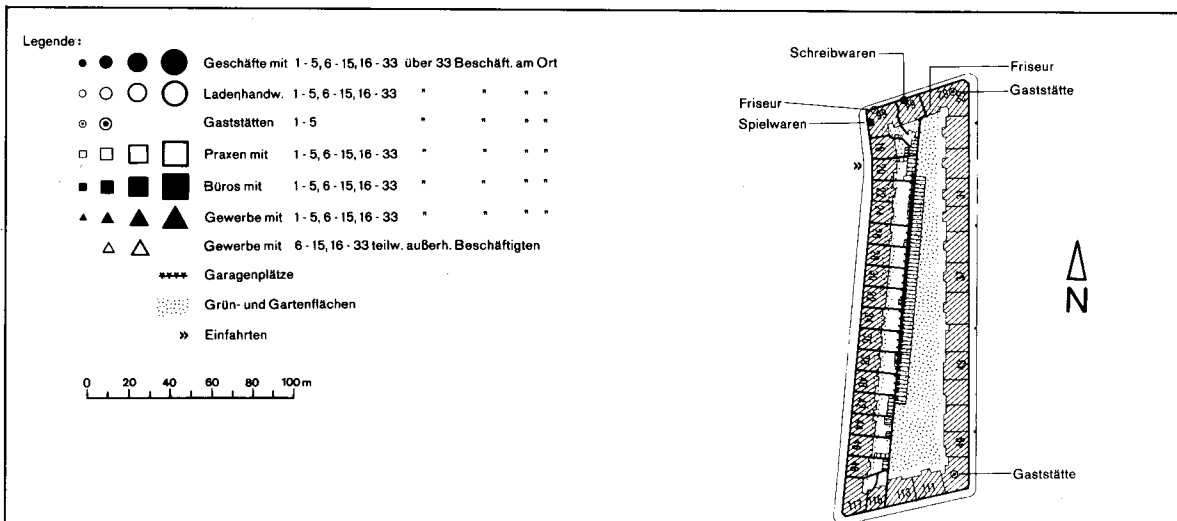 Legende:
Geschäfte mit 1 - 5, 6 - 15, 16 - 33 über 33 Beschäft. am Ort
Ladenhandw. 1 - 5, 6 - 15, 16 - 33 " " " "
Gaststätten 1 - 5 " " " "
Praxen mit 1 - 5, 6 - 15, 16 - 33 " " " "
Büros mit 1 - 5, 6 - 15, 16 - 33 " " " "
Gewerbe mit 1 - 5, 6 - 15, 16 - 33 " " " "
Gewerbe mit 6 - 15, 16 - 33 teilw. außerh. Beschäftigten
Garagenplätze
Grün- und Gartenflächen
Einfahrten
0 20 40 60 80 100 m
Schreibwaren
Friseur
Gaststätte
Friseur
Spielwaren
N
Gaststätte
113
111